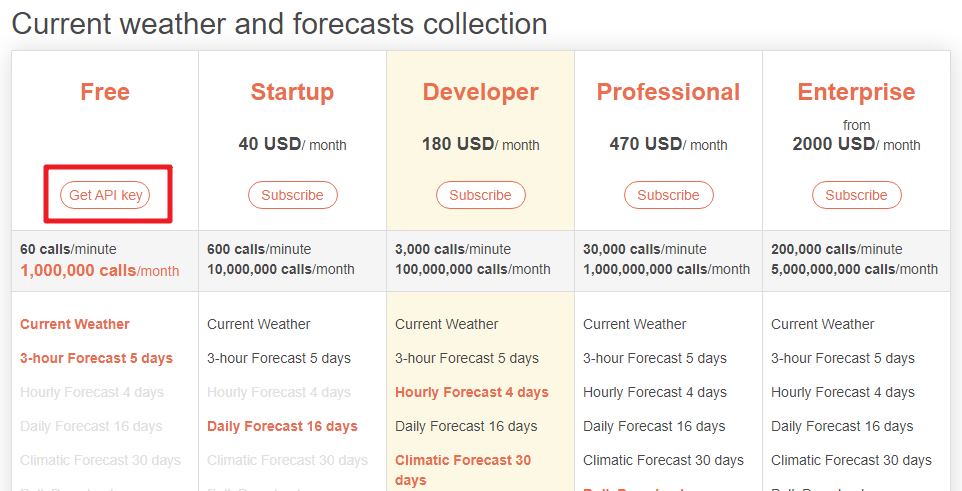 Current weather and forecasts collection
Free
Get API key
60 calls/minute
1,000,000 calls/month
Current Weather
3-hour Forecast 5 days
Hourly Forecast 4 days
Daily Forecast 16 days
Climatic Forecast 30 days
Startup
40 USD/ month
Subscribe
600 calls/minute
10,000,000 calls/month
Current Weather
3-hour Forecast 5 days
Hourly Forecast 4 days
Daily Forecast 16 days
Climatic Forecast 30 days
Developer
180 USD/ month
Subscribe
3,000 calls/minute
100,000,000 calls/month
Current Weather
3-hour Forecast 5 days
Hourly Forecast 4 days
Daily Forecast 16 days
Climatic Forecast 30
days
Professional
470 USD/ month
Subscribe
30,000 calls/minute
1,000,000,000 calls/month
Current Weather
3-hour Forecast 5 days
Hourly Forecast 4 days
Daily Forecast 16 days
Climatic Forecast 30 days
Enterprise
from
2000 USD/ month
Subscribe
200,000 calls/minute
5,000,000,000 calls/month
Current Weather
3-hour Forecast 5 days
Hourly Forecast 4 days
Daily Forecast 16 days
Climatic Forecast 30 days